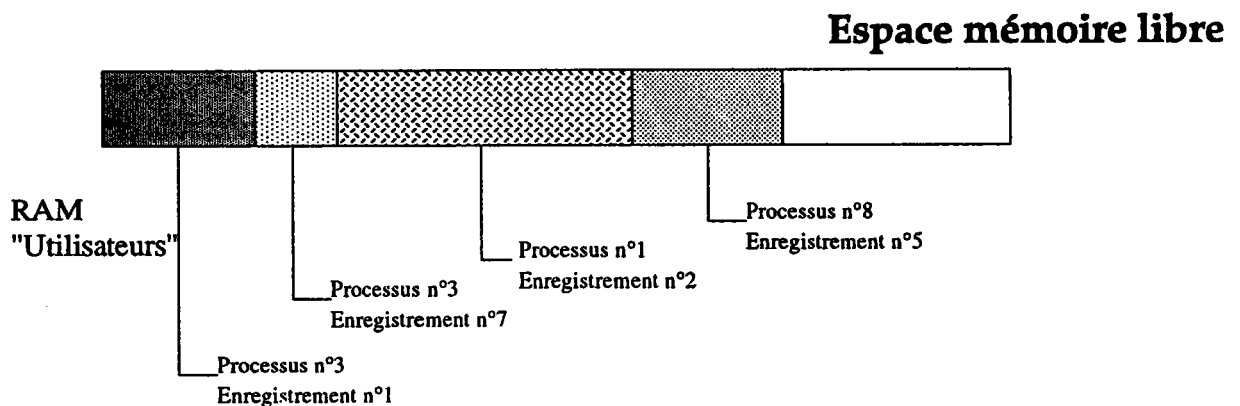 Espace mémoire libre
RAM
"Utilisateurs"
Processus n°8
Enregistrement n°5
Processus n°1
Enregistrement n°2
Processus n°3
Enregistrement n°7
Processus n°3
Enregistrement n°1